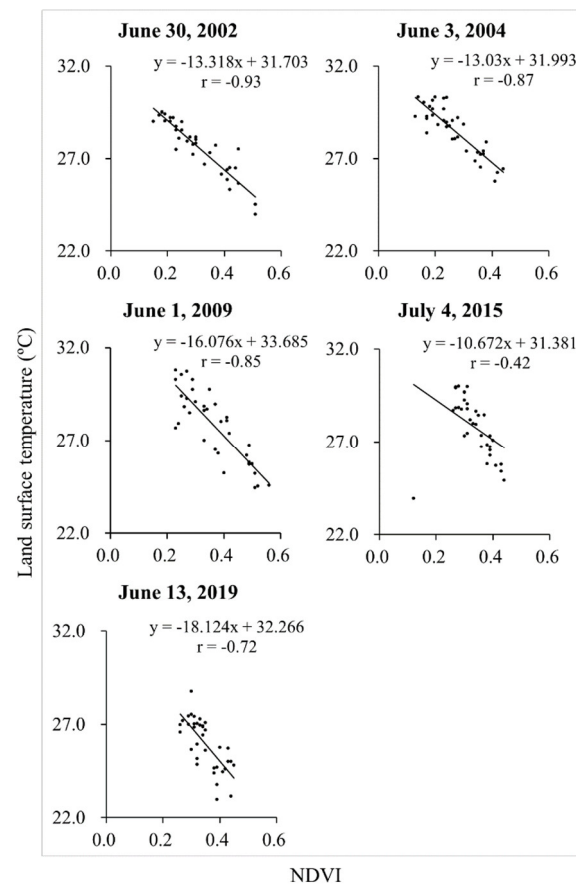 June 30, 2002
y = -13.318x + 31.703
r = -0.93
32.0
27.0
22.0
0.0 0.2 0.4 0.6
June 3, 2004
y = -13.03x + 31.993
r = -0.87
32.0
27.0
22.0
0.0 0.2 0.4 0.6
June 1, 2009
y = -16.076x + 33.685
r = -0.85
32.0
27.0
22.0
0.0 0.2 0.4 0.6
July 4, 2015
y = -10.672x + 31.381
r = -0.42
32.0
27.0
22.0
0.0 0.2 0.4 0.6
June 13, 2019
y = -18.124x + 32.266
r = -0.72
32.0
27.0
22.0
0.0 0.2 0.4 0.6
Land surface temperature (ºC)
NDVI